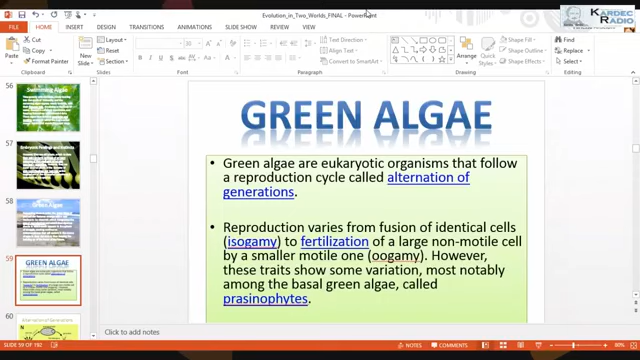 Evolution_in_Two_Worlds_FINAL - PowerPoint
KARDEC
RADIO
FILE HOME INSERT DESIGN TRANSITIONS ANIMATIONS SLIDE SHOW REVIEW VIEW
Cut
Copy
Format Painter
Paste
Clipboard
New Slide
Layout
Reset
Section
Slides
Font
Text Direction
Align Text
Convert to SmartArt
Paragraph
Arrange
Quick Styles
Shape Fill
Shape Outline
Shape Effects
Drawing
Find
Replace
Select
Editing
56
57
58
59
60
Green Algae
GREEN ALGAE
GREEN ALGAE
• Green algae are eukaryotic organisms that follow
a reproduction cycle called alternation of
generations.
• Reproduction varies from fusion of identical cells
(isogamy) to fertilization of a large non-motile cell
by a smaller motile one (oogamy). However,
these traits show some variation, most notably
among the basal green algae, called
prasinophytes.
Click to add notes
SLIDE 59 OF 182
NOTES
COMMENTS
80%